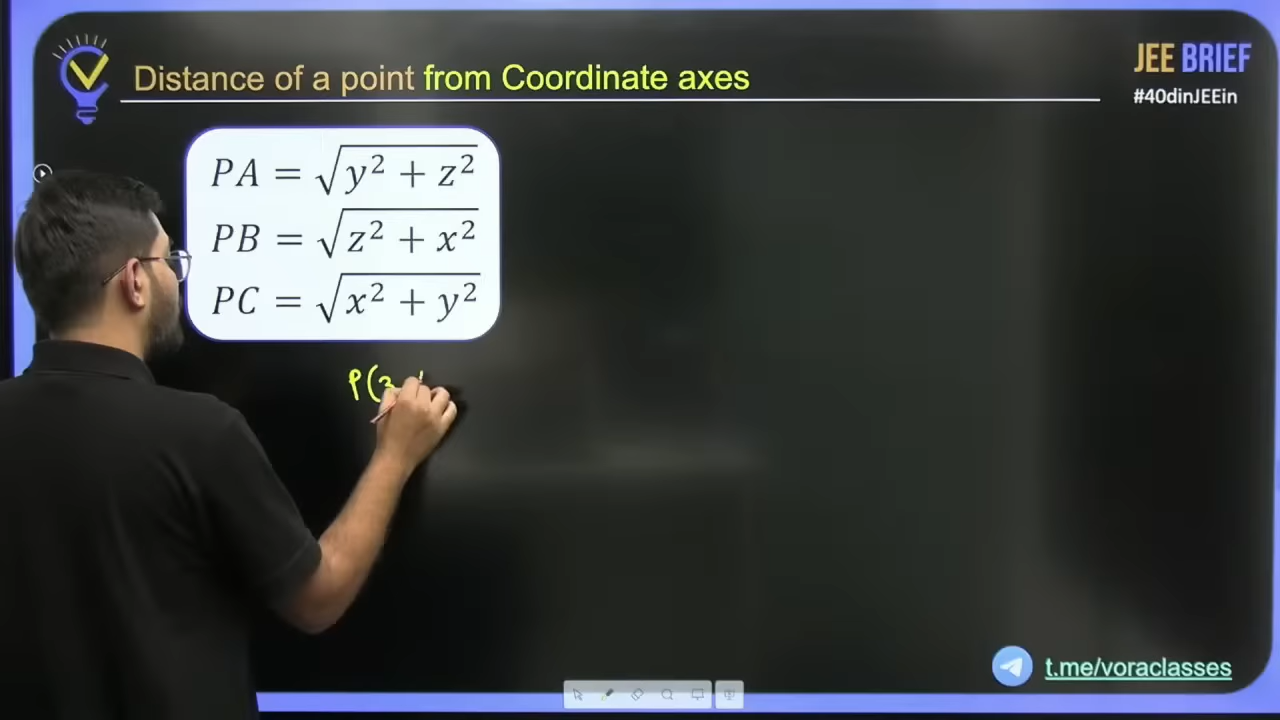 Distance of a point from Coordinate axes
JEE BRIEF
#40dinJEEin
PA = √(y² + z²)
PB = √(z² + x²)
PC = √(x² + y²)
P(3
t.me/voraclasses